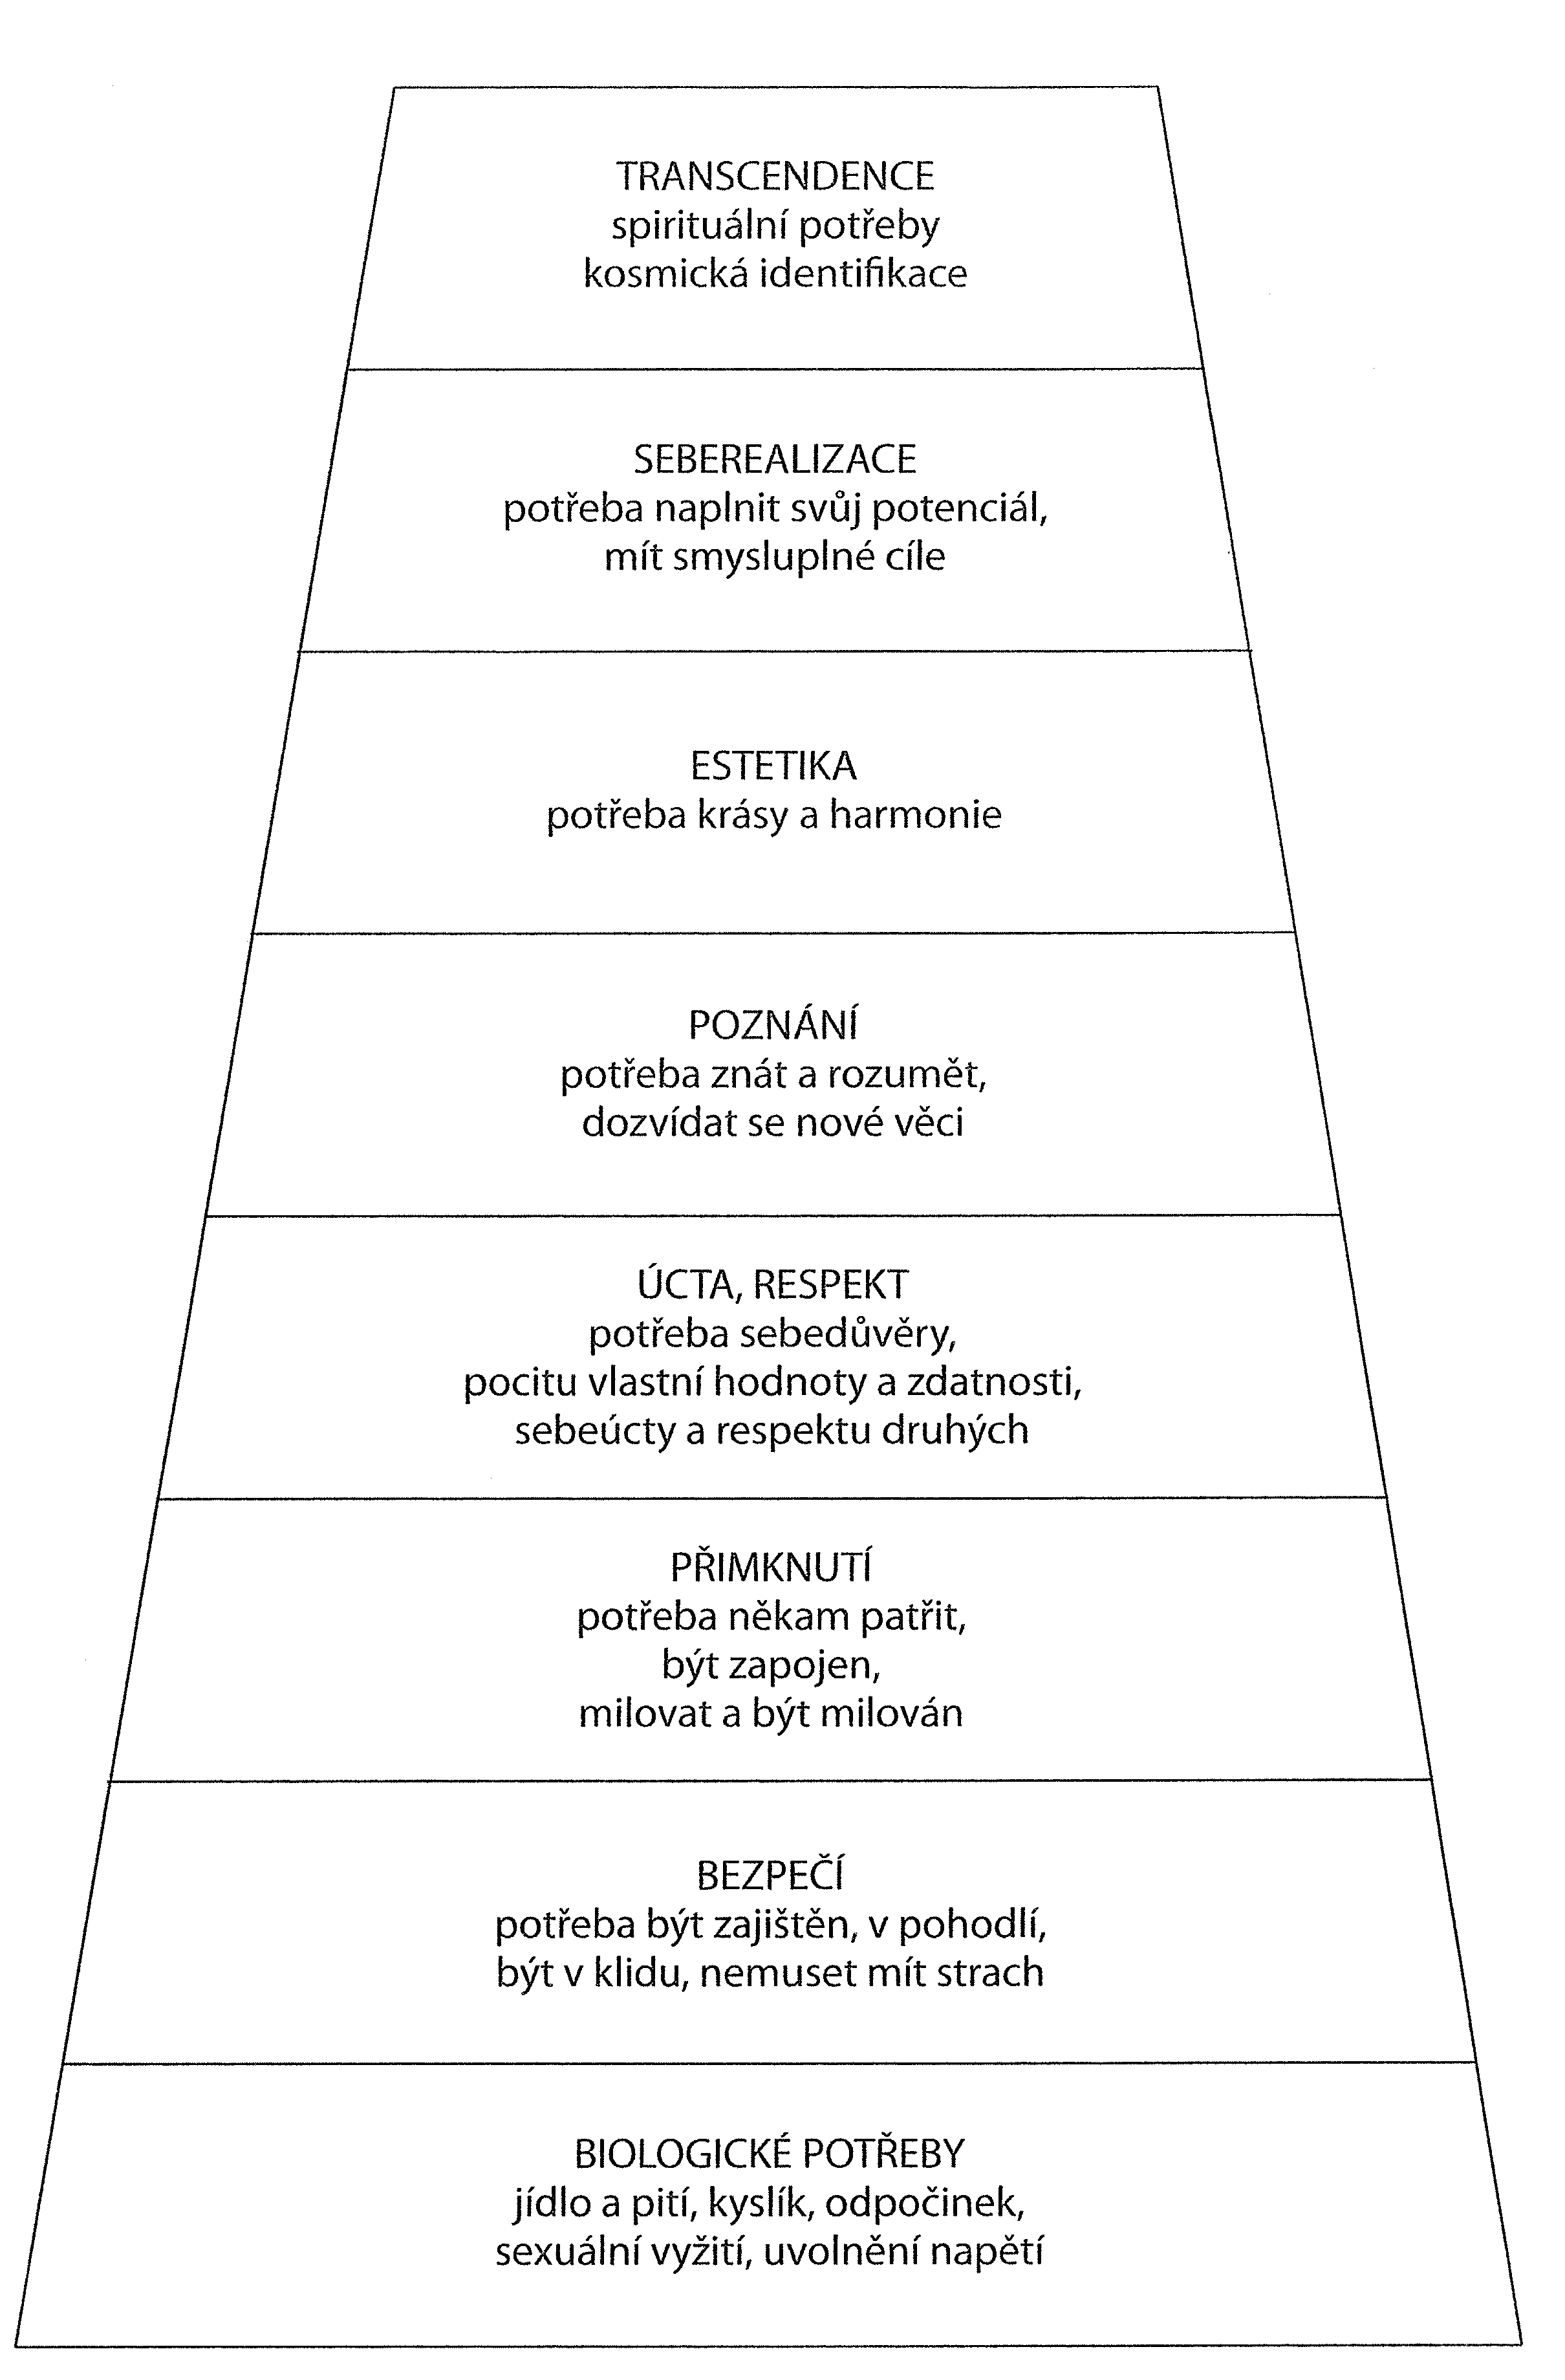 TRANSCENDENCE
spirituální potřeby
kosmická identifikace
SEBEREALIZACE
potřeba naplnit svůj potenciál,
mít smysluplné cíle
ESTETIKA
potřeba krásy a harmonie
POZNÁNÍ
potřeba znát a rozumět,
dozvídat se nové věci
ÚCTA, RESPEKT
potřeba sebedůvěry,
pocitu vlastní hodnoty a zdatnosti,
sebeúcty a respektu druhých
PŘIMKNUTÍ
potřeba někam patřit,
být zapojen,
milovat a být milován
BEZPEČÍ
potřeba být zajištěn, v pohodlí,
být v klidu, nemuset mít strach
BIOLOGICKÉ POTŘEBY
jídlo a pití, kyslík, odpočinek,
sexuální vyžití, uvolnění napětí